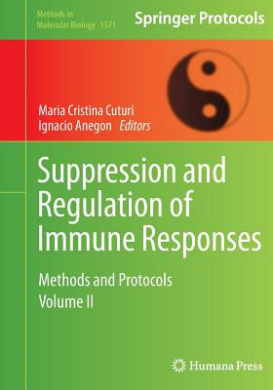 Methods in
Molecular Biology 1371
Springer Protocols
Maria Cristina Cuturi
Ignacio Anegon Editors
Suppression and
Regulation of
Immune Responses
Methods and Protocols
Volume II
Humana Press